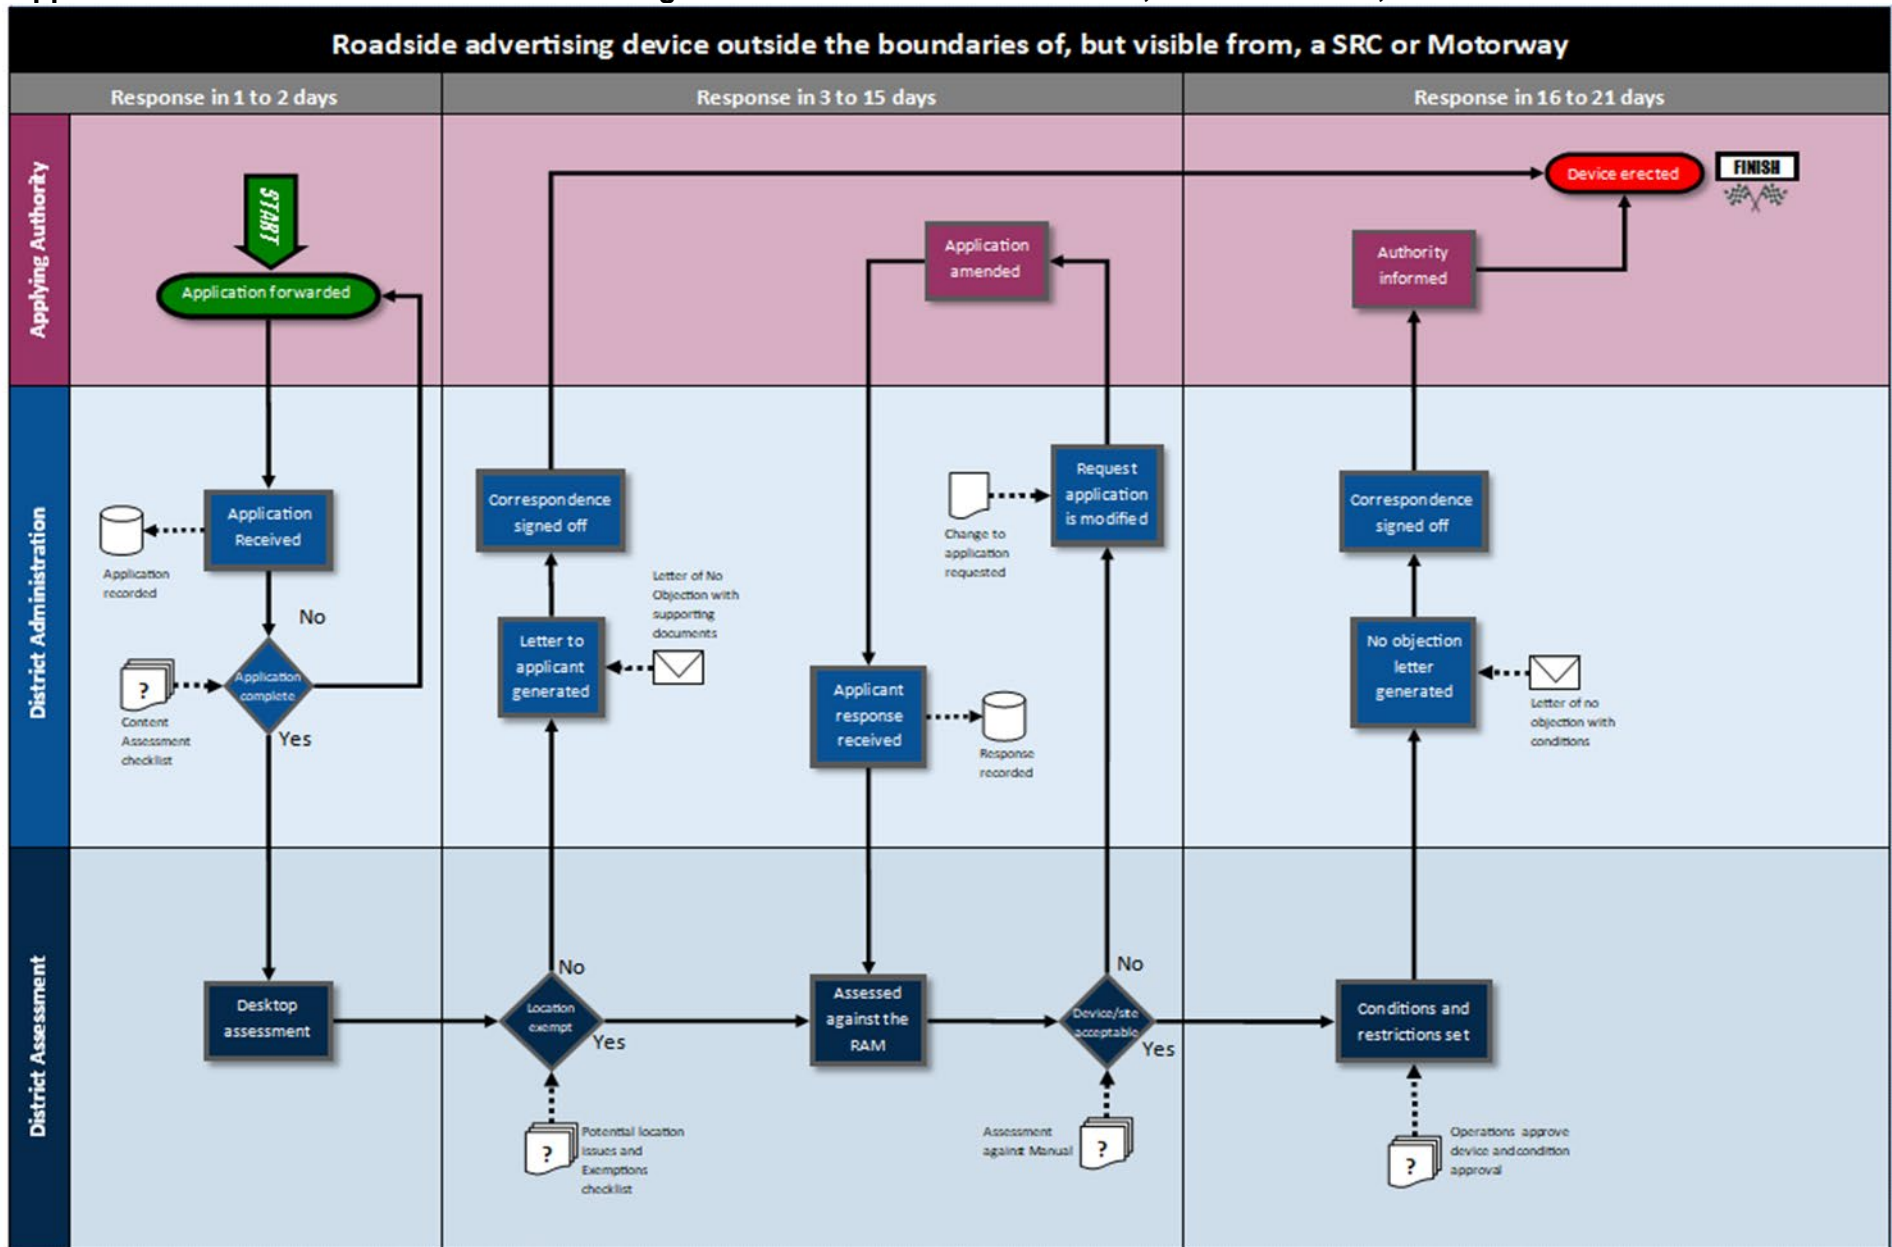 Roadside advertising device outside the boundaries of, but visible from, a SRC or Motorway
Response in 1 to 2 days
Response in 3 to 15 days
Response in 16 to 21 days
Applying Authority
START
Application forwarded
Application
amended
Authority
informed
Device erected
FINISH
District Administration
Application
Received
Application
recorded
No
Application
complete
Yes
?
Content
Assessment
checklist
Correspondence
signed off
Letter to
applicant
generated
Letter of No
Objection with
supporting
documents
Applicant
response
received
Response
recorded
Change to
application
requested
Request
application
is modified
Correspondence
signed off
No objection
letter
generated
Letter of no
objection with
conditions
District Assessment
Desktop
assessment
No
Location
exempt
Yes
?
Potential location
issues and
Exemptions
checklist
Assessed
against the
RAM
No
Device/site
acceptable
Yes
Assessment
against Manual
?
Conditions and
restrictions set
?
Operations approve
device and condition
approval